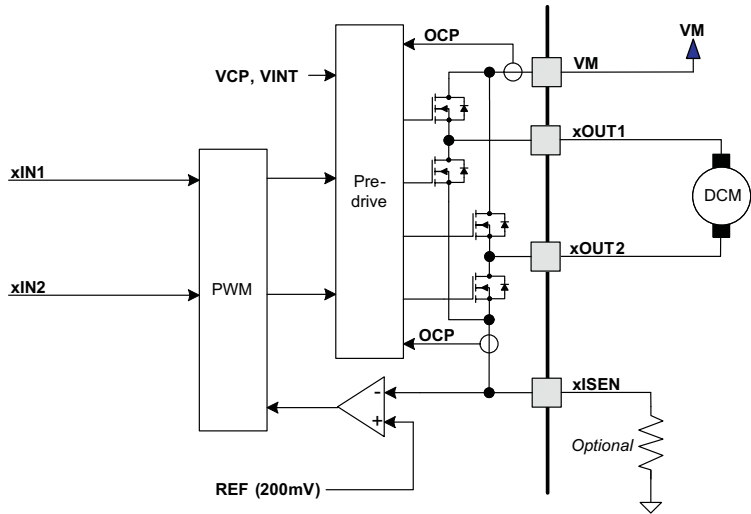 VM
OCP
VM
VCP, VINT
xOUT1
xIN1
Pre-
drive
DCM
xOUT2
xIN2
PWM
OCP
xISEN
-
+
Optional
REF (200mV)